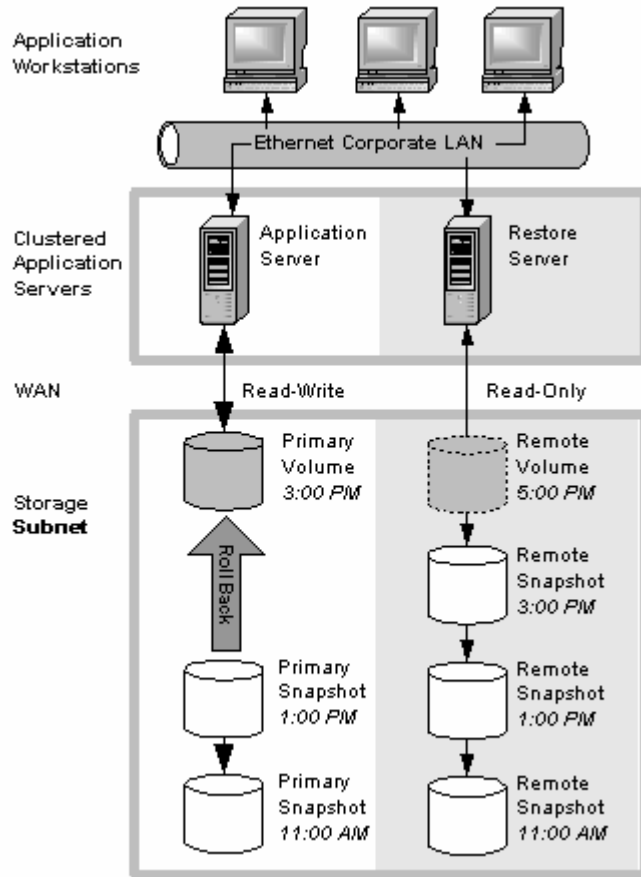 Application
Workstations
Ethernet Corporate LAN
Clustered
Application
Servers
Application
Server
Restore
Server
WAN
Read-Write
Read-Only
Storage
Subnet
Primary
Volume
3:00 PM
Remote
Volume
5:00 PM
Roll Back
Remote
Snapshot
3:00 PM
Primary
Snapshot
1:00 PM
Remote
Snapshot
1:00 PM
Primary
Snapshot
11:00 AM
Remote
Snapshot
11:00 AM